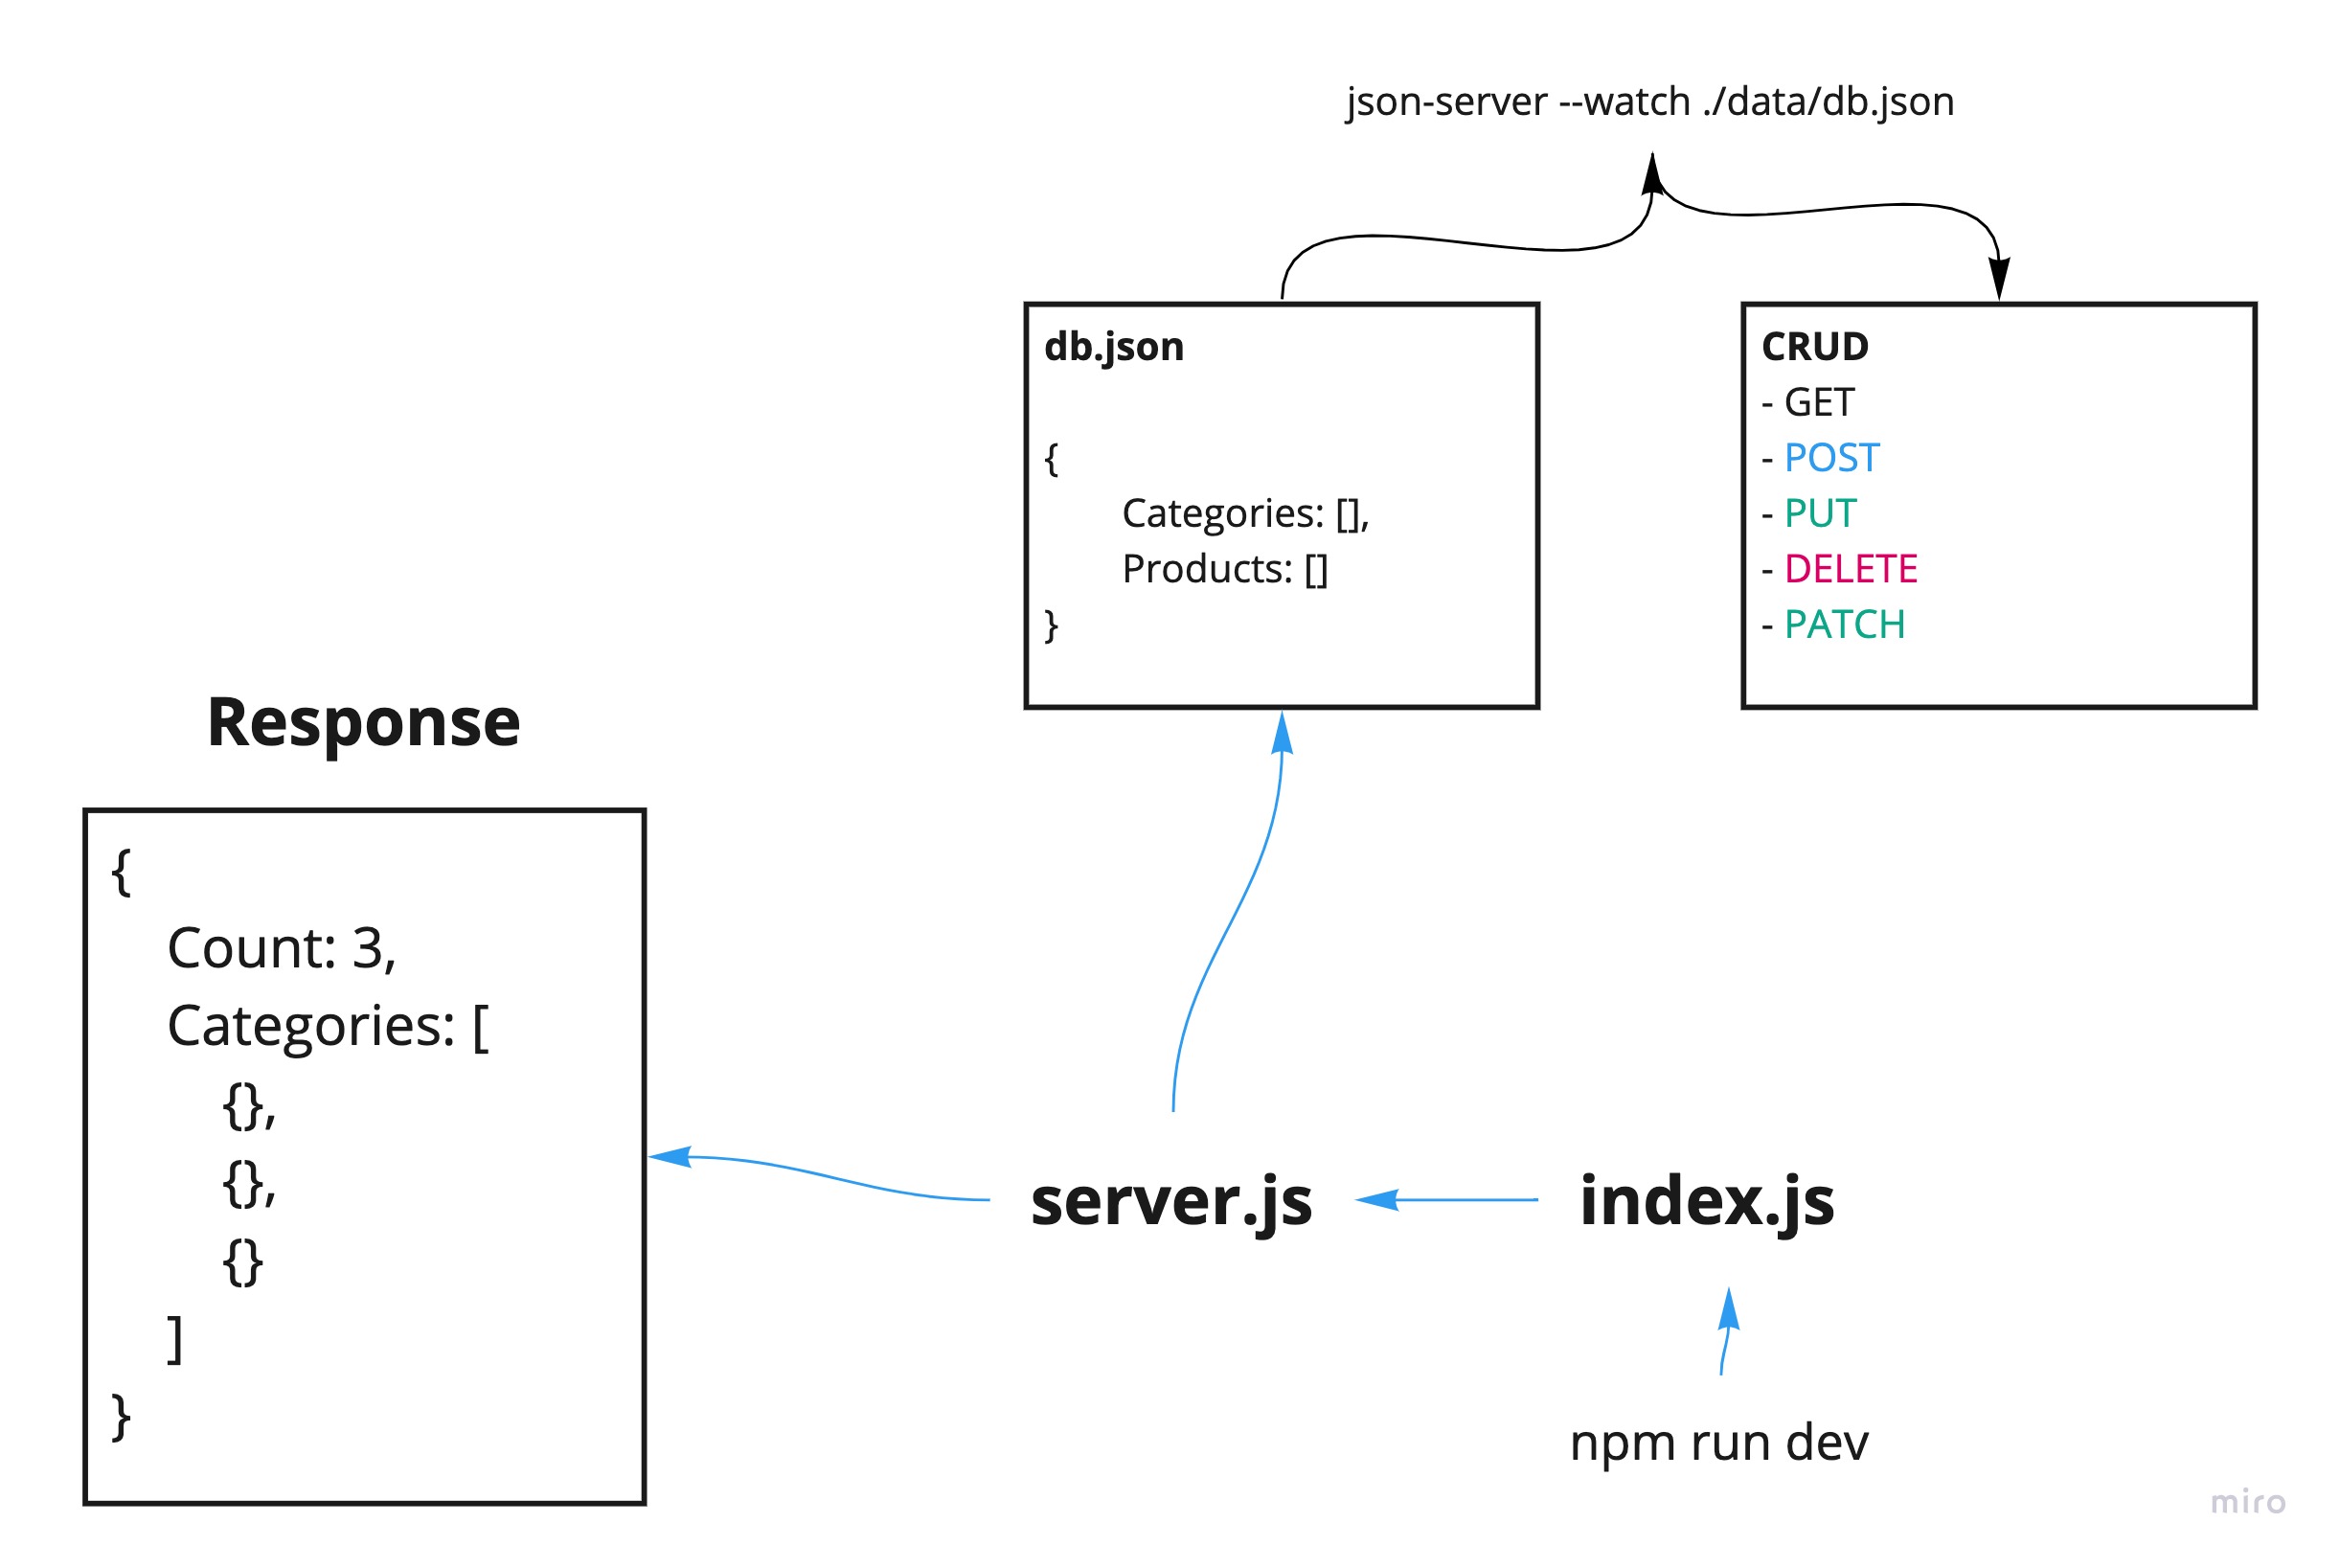 json-server --watch ./data/db.json
db.json
{
Categories: [],
Products: []
}
CRUD
- GET
- POST
- PUT
- DELETE
- PATCH
Response
{
Count: 3,
Categories: [
{},
{},
{}
]
}
server.js
index.js
npm run dev
miro